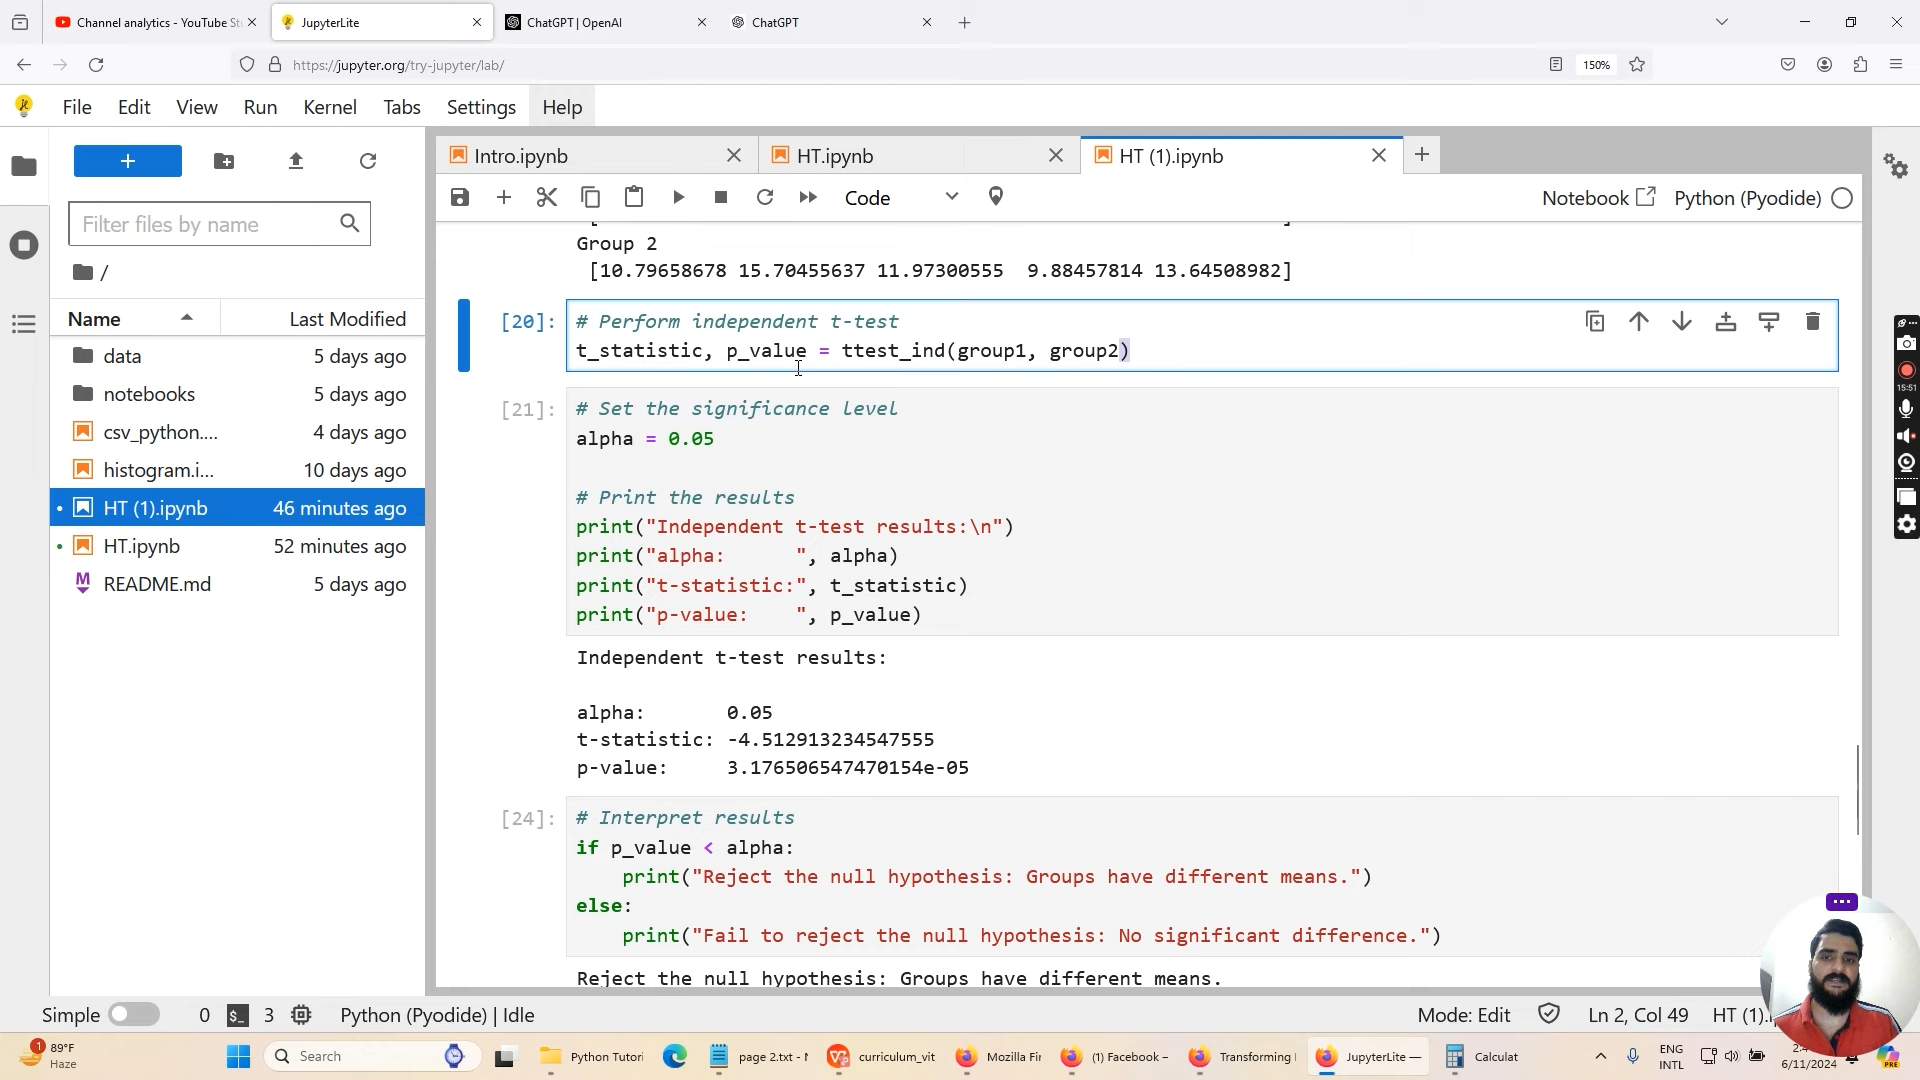 Channel analytics - YouTube St
JupyterLite
ChatGPT | OpenAI
ChatGPT
https://jupyter.org/try-jupyter/lab/
150%
File Edit View Run Kernel Tabs Settings Help
Intro.ipynb
HT.ipynb
HT (1).ipynb
Code
Notebook
Python (Pyodide)
Filter files by name
/
Name Last Modified
data 5 days ago
notebooks 5 days ago
csv_python.... 4 days ago
histogram.i... 10 days ago
HT (1).ipynb 46 minutes ago
HT.ipynb 52 minutes ago
README.md 5 days ago
Group 2
[10.79658678 15.70455637 11.97300555  9.88457814 13.64508982]
[20]:
# Perform independent t-test
t_statistic, p_value = ttest_ind(group1, group2)
[21]:
# Set the significance level
alpha = 0.05
# Print the results
print("Independent t-test results:\n")
print("alpha:      ", alpha)
print("t-statistic:", t_statistic)
print("p-value:    ", p_value)
Independent t-test results:
alpha:       0.05
t-statistic: -4.512913234547555
p-value:     3.176506547470154e-05
[24]:
# Interpret results
if p_value < alpha:
    print("Reject the null hypothesis: Groups have different means.")
else:
    print("Fail to reject the null hypothesis: No significant difference.")
Reject the null hypothesis: Groups have different means.
15:51
Simple 0 3 Python (Pyodide) | Idle
Mode: Edit Ln 2, Col 49 HT (1).
1
89°F
Haze
Search
Python Tutori
page 2.txt - N
curriculum_vit
Mozilla Fir
(1) Facebook –
Transforming
JupyterLite —
Calculat
ENG
INTL
6/11/2024
PRE